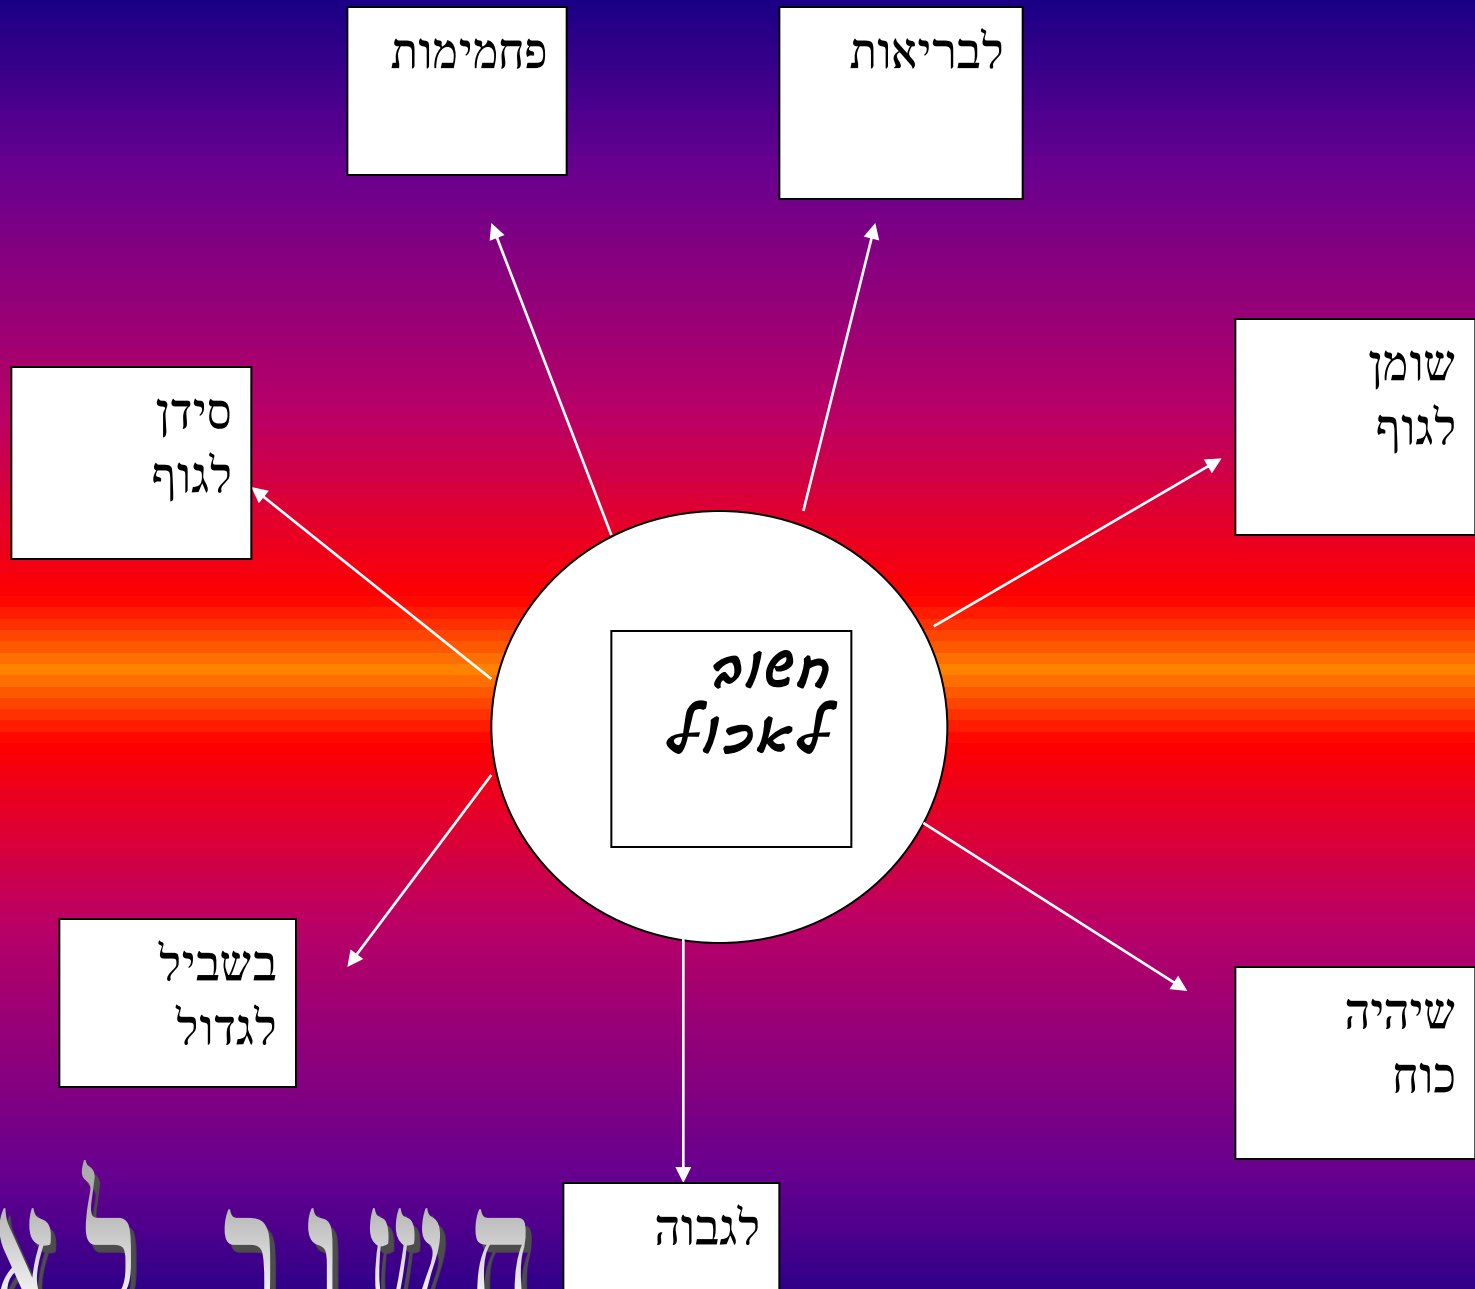 לבריאות
פחמימות
שומן
לגוף
סידן
לגוף
חשוב
לאכול
בשביל
לגדול
שיהיה
כוח
לגבוה